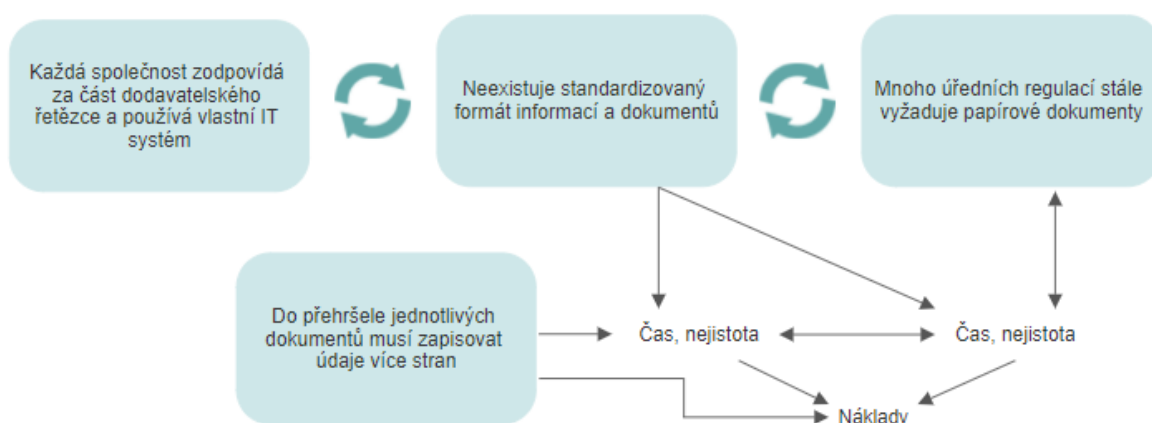 Každá společnost zodpovídá
za část dodavatelského
řetězce a používá vlastní IT
systém
Neexistuje standardizovaný
formát informací a dokumentů
Mnoho úředních regulací stále
vyžaduje papírové dokumenty
Do přehršele jednotlivých
dokumentů musí zapisovat
údaje více stran
Čas, nejistota
Čas, nejistota
Náklady